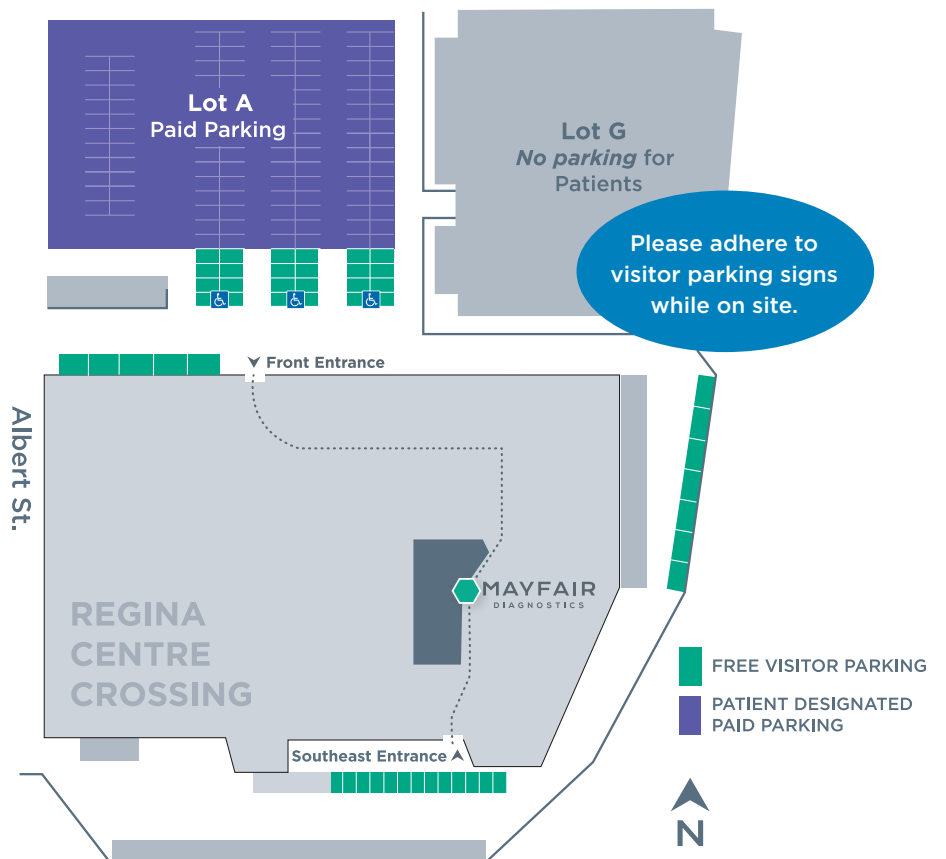 Lot A
Paid Parking
Lot G
No parking for
Patients
Please adhere to
visitor parking signs
while on site.
Front Entrance
Albert St.
MAYFAIR
DIAGNOSTICS
REGINA
CENTRE
CROSSING
FREE VISITOR PARKING
PATIENT DESIGNATED
PAID PARKING
Southeast Entrance
N